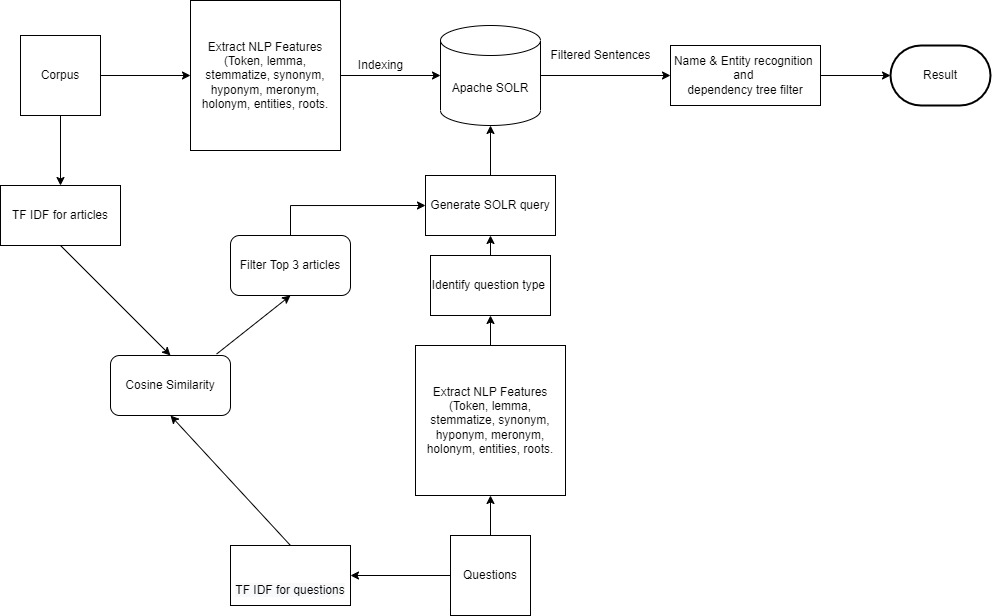 Corpus
Extract NLP Features
(Token, lemma,
stemmatize, synonym,
hyponym, meronym,
holonym, entities, roots.
Indexing
Apache SOLR
Filtered Sentences
Name & Entity recognition
and
dependency tree filter
Result
TF IDF for articles
Generate SOLR query
Filter Top 3 articles
Identify question type
Cosine Similarity
Extract NLP Features
(Token, lemma,
stemmatize, synonym,
hyponym, meronym,
holonym, entities, roots.
TF IDF for questions
Questions